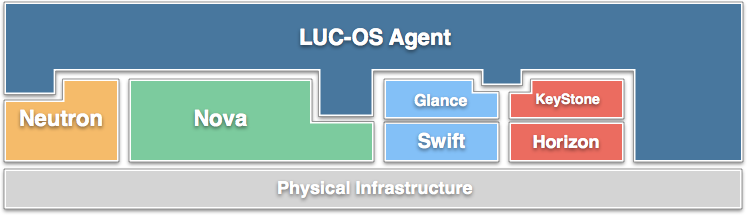 LUC-OS Agent
Neutron
Nova
Glance
KeyStone
Swift
Horizon
Physical Infrastructure